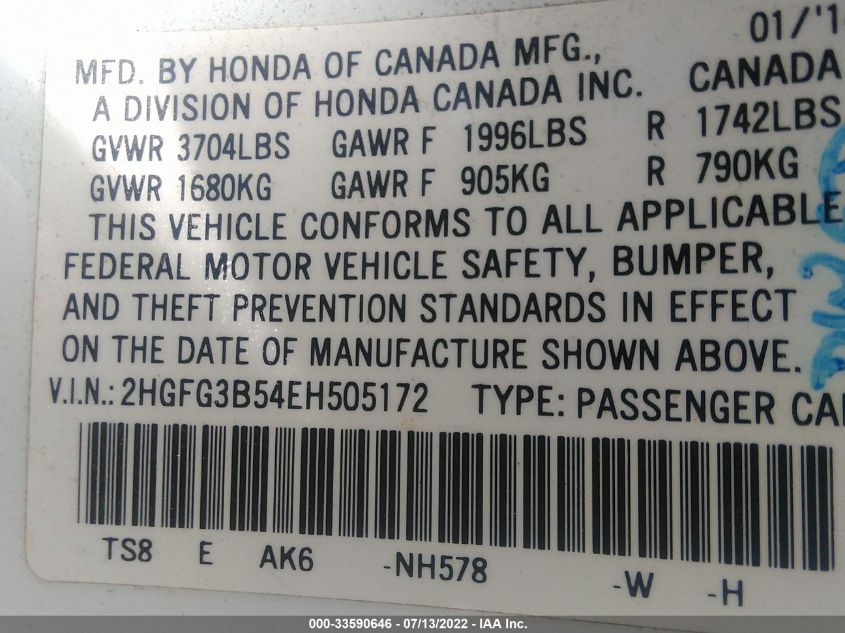 01/'1
MFD. BY HONDA OF CANADA MFG.,
A DIVISION OF HONDA CANADA INC. CANADA
GVWR 3704LBS GAWR F 1996LBS R 1742LBS
GVWR 1680KG GAWR F 905KG R 790KG
THIS VEHICLE CONFORMS TO ALL APPLICABLE
FEDERAL MOTOR VEHICLE SAFETY, BUMPER,
AND THEFT PREVENTION STANDARDS IN EFFECT
ON THE DATE OF MANUFACTURE SHOWN ABOVE.
V.I.N.: 2HGFG3B54EH505172 TYPE: PASSENGER CAR
TS8 E AK6 -NH578 -W -H
000-33590646 - 07/13/2022 - IAA Inc.